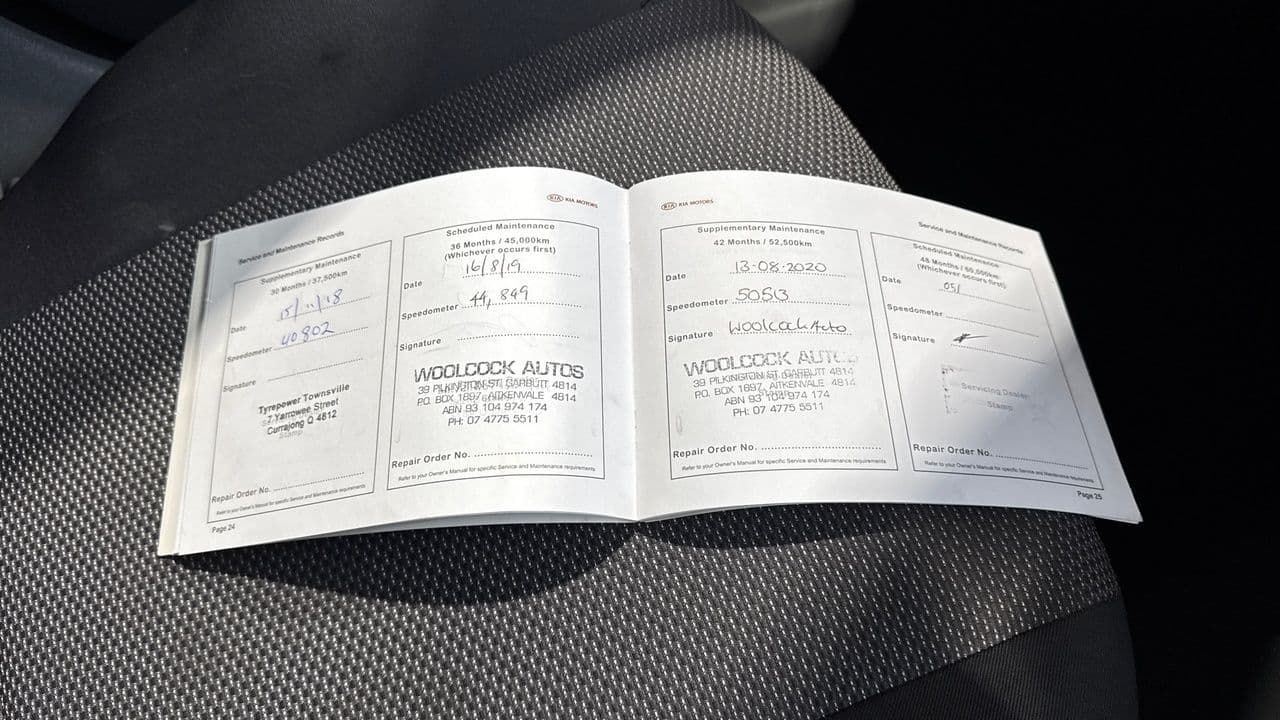 KIA KIA MOTORS
Service and Maintenance Records
Supplementary Maintenance
30 Months / 37,500km
Date 15/11/18
Speedometer 40802
Signature
Tyrepower Townsville
7 Yarrowee Street
Currajong Q 4812
Stamp
Repair Order No.
Refer to your Owner's Manual for specific Service and Maintenance requirements
Page 24
Scheduled Maintenance
36 Months / 45,000km
(Whichever occurs first)
Date 16/8/19
Speedometer 44,849
Signature
WOOLCOCK AUTOS
39 PILKINGTON ST, GARBUTT 4814
P.O. BOX 1897, AITKENVALE 4814
ABN 93 104 974 174
PH: 07 4775 5511
Repair Order No.
Refer to your Owner's Manual for specific Service and Maintenance requirements
KIA KIA MOTORS
Service and Maintenance Records
Supplementary Maintenance
42 Months / 52,500km
Date 13-08-2020
Speedometer
Signature Woolcock Auto
WOOLCOCK AUTOS
39 PILKINGTON ST, GARBUTT 4814
P.O. BOX 1897, AITKENVALE 4814
ABN 93 104 974 174
PH: 07 4775 5511
Repair Order No.
Refer to your Owner's Manual for specific Service and Maintenance requirements
Scheduled Maintenance
48 Months / 60,000km
(Whichever occurs first)
Date 05/
Speedometer
Signature
Servicing Dealer
Stamp
Repair Order No.
Refer to your Owner's Manual for specific Service and Maintenance requirements
Page 25